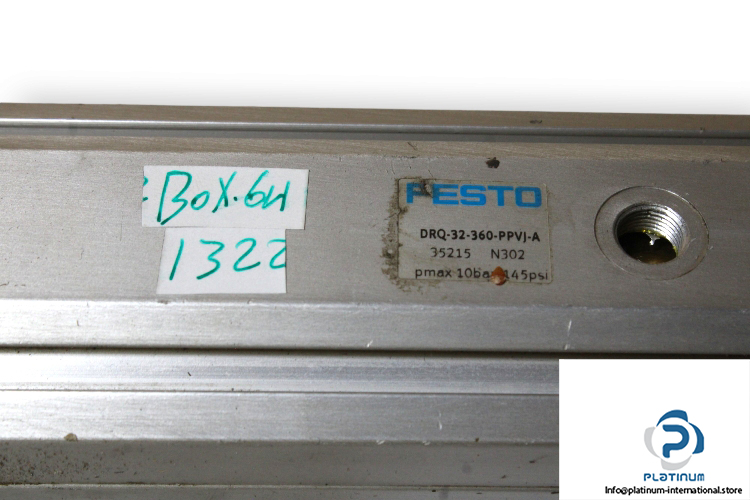 BOX.64
1322
FESTO
DRQ-32-360-PPVJ-A
35215 N302
pmax 10bar 145psi
PLATINUM
Info@platinum-international.store